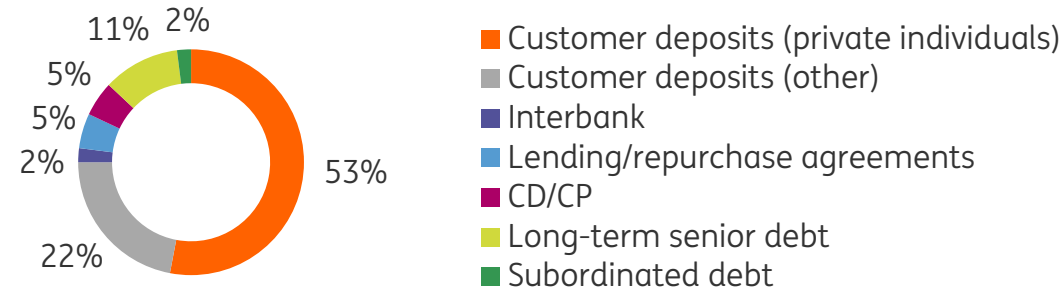 11% 2%
5%
5%
2%
53%
22%
Customer deposits (private individuals)
Customer deposits (other)
Interbank
Lending/repurchase agreements
CD/CP
Long-term senior debt
Subordinated debt